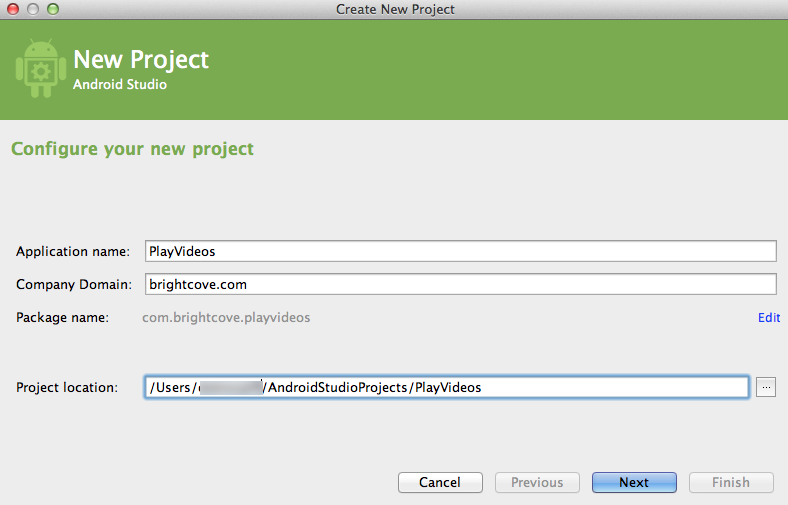 Create New Project
New Project
Android Studio
Configure your new project
Application name: PlayVideos
Company Domain: brightcove.com
Package name: com.brightcove.playvideos Edit
Project location: /Users/ /AndroidStudioProjects/PlayVideos ...
Cancel Previous Next Finish